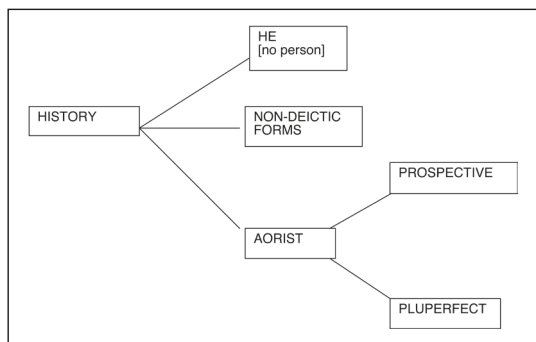 HE
[no person]
HISTORY
NON-DEICTIC
FORMS
PROSPECTIVE
AORIST
PLUPERFECT